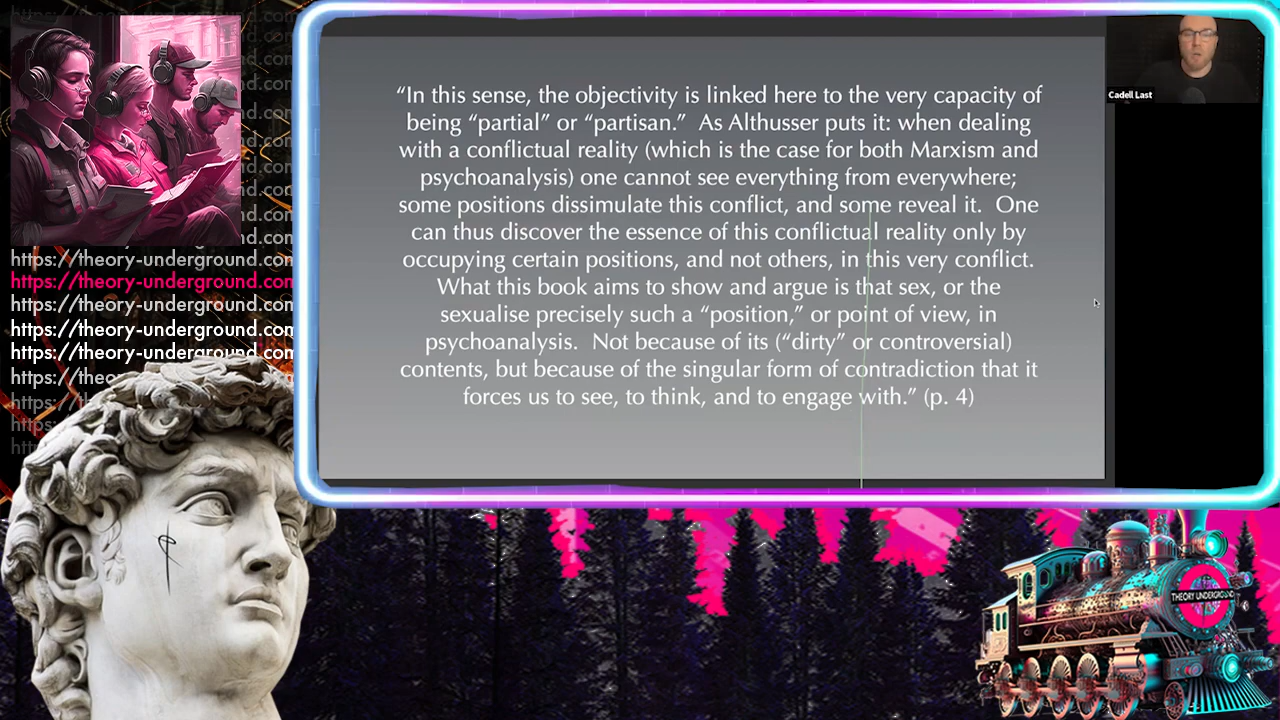 “In this sense, the objectivity is linked here to the very capacity of
being “partial” or “partisan.”  As Althusser puts it: when dealing
with a conflictual reality (which is the case for both Marxism and
psychoanalysis) one cannot see everything from everywhere;
some positions dissimulate this conflict, and some reveal it.  One
can thus discover the essence of this conflictual reality only by
occupying certain positions, and not others, in this very conflict.
What this book aims to show and argue is that sex, or the
sexualise precisely such a “position,” or point of view, in
psychoanalysis.  Not because of its (“dirty” or controversial)
contents, but because of the singular form of contradiction that it
forces us to see, to think, and to engage with.” (p. 4)
Cadell Last
https://theory-underground.com
https://theory-underground.com
https://theory-underground.com
https://theory-underground.com
https://theory-underground.com
https://theo
https:/
https:
http
THEORY UNDERGROUND